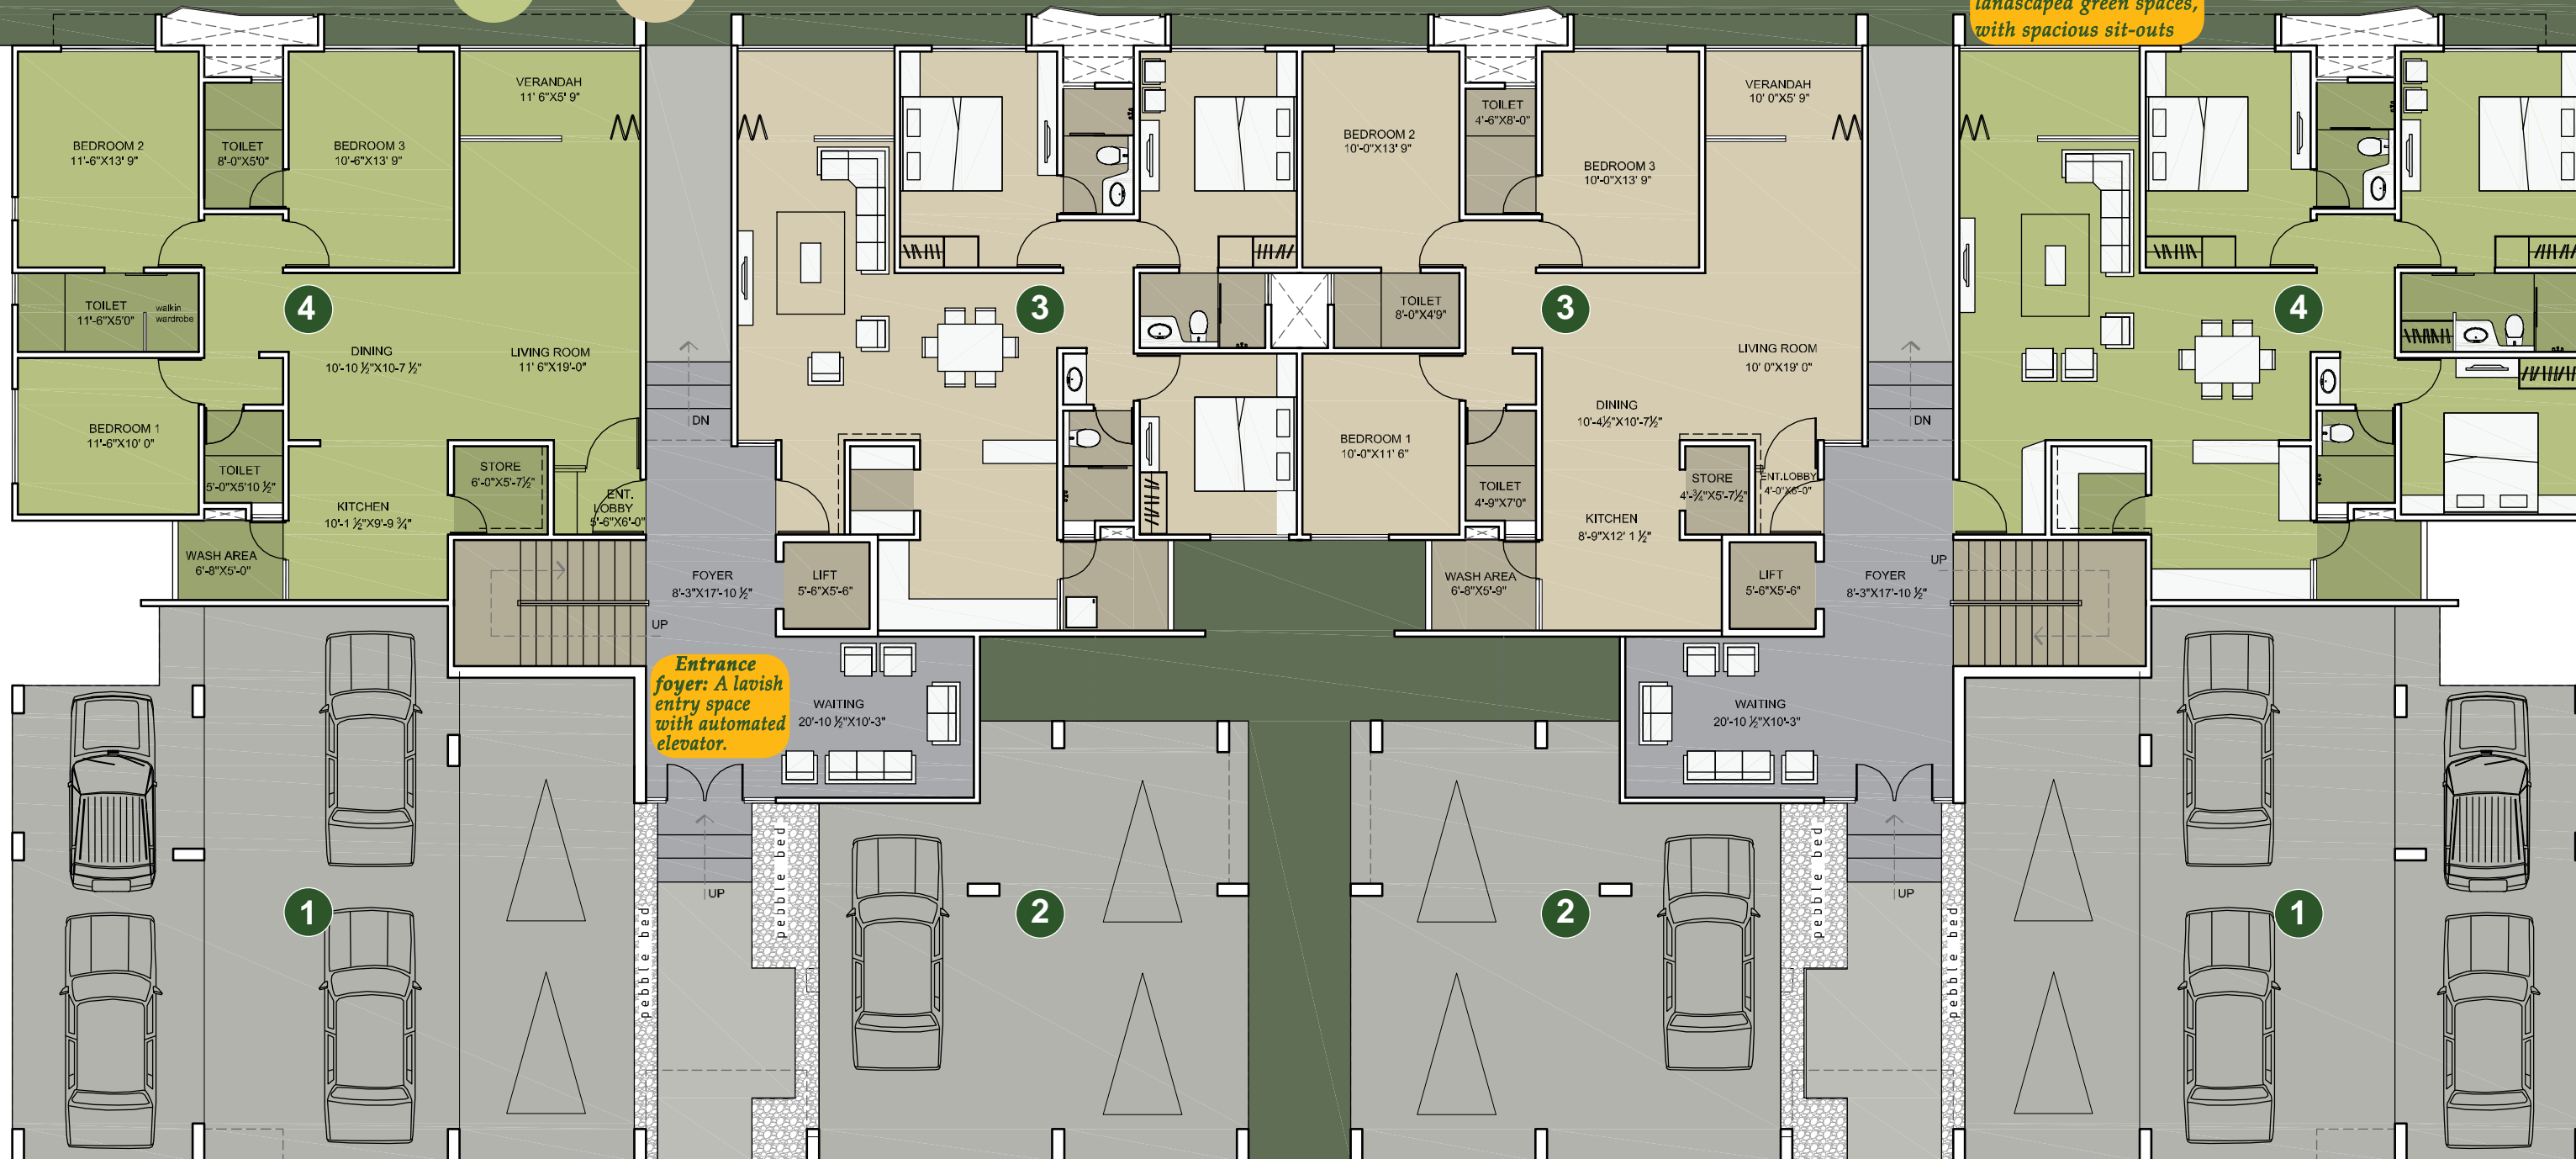 landscaped green spaces,
with spacious sit-outs
VERANDAH
11' 6"X5' 9"
BEDROOM 2
11'-6"X13' 9"
TOILET
8'-0"X5'0"
BEDROOM 3
10'-6"X13' 9"
TOILET
11'-6"X5'0"
walkin
wardrobe
4
DINING
10'-10 ½"X10-7 ½"
LIVING ROOM
11' 6"X19'-0"
BEDROOM 1
11'-6"X10' 0"
TOILET
5'-0"X5'10 ½"
KITCHEN
10'-1 ½"X9'-9 ¾"
STORE
6'-0"X5'-7½"
ENT.
LOBBY
5'-6"X6'-0"
WASH AREA
6'-8"X5'-0"
DN
FOYER
8'-3"X17'-10 ½"
UP
LIFT
5'-6"X5'-6"
Entrance
foyer: A lavish
entry space
with automated
elevator.
WAITING
20'-10 ½"X10'-3"
UP
pebble bed
pebble bed
3
BEDROOM 2
10'-0"X13' 9"
TOILET
4'-6"X8'-0"
BEDROOM 3
10'-0"X13' 9"
VERANDAH
10' 0"X5' 9"
TOILET
8'-0"X4'9"
3
LIVING ROOM
10' 0"X19' 0"
DINING
10'-4½"X10'-7½"
BEDROOM 1
10'-0"X11' 6"
TOILET
4'-9"X7'0"
KITCHEN
8'-9"X12' 1 ½"
STORE
4'-¾"X5'-7½"
ENT.LOBBY
4'-0"X6'-0"
WASH AREA
6'-8"X5'-9"
LIFT
5'-6"X5'-6"
DN
UP
FOYER
8'-3"X17'-10 ½"
WAITING
20'-10 ½"X10'-3"
UP
pebble bed
pebble bed
4
1
2
2
1